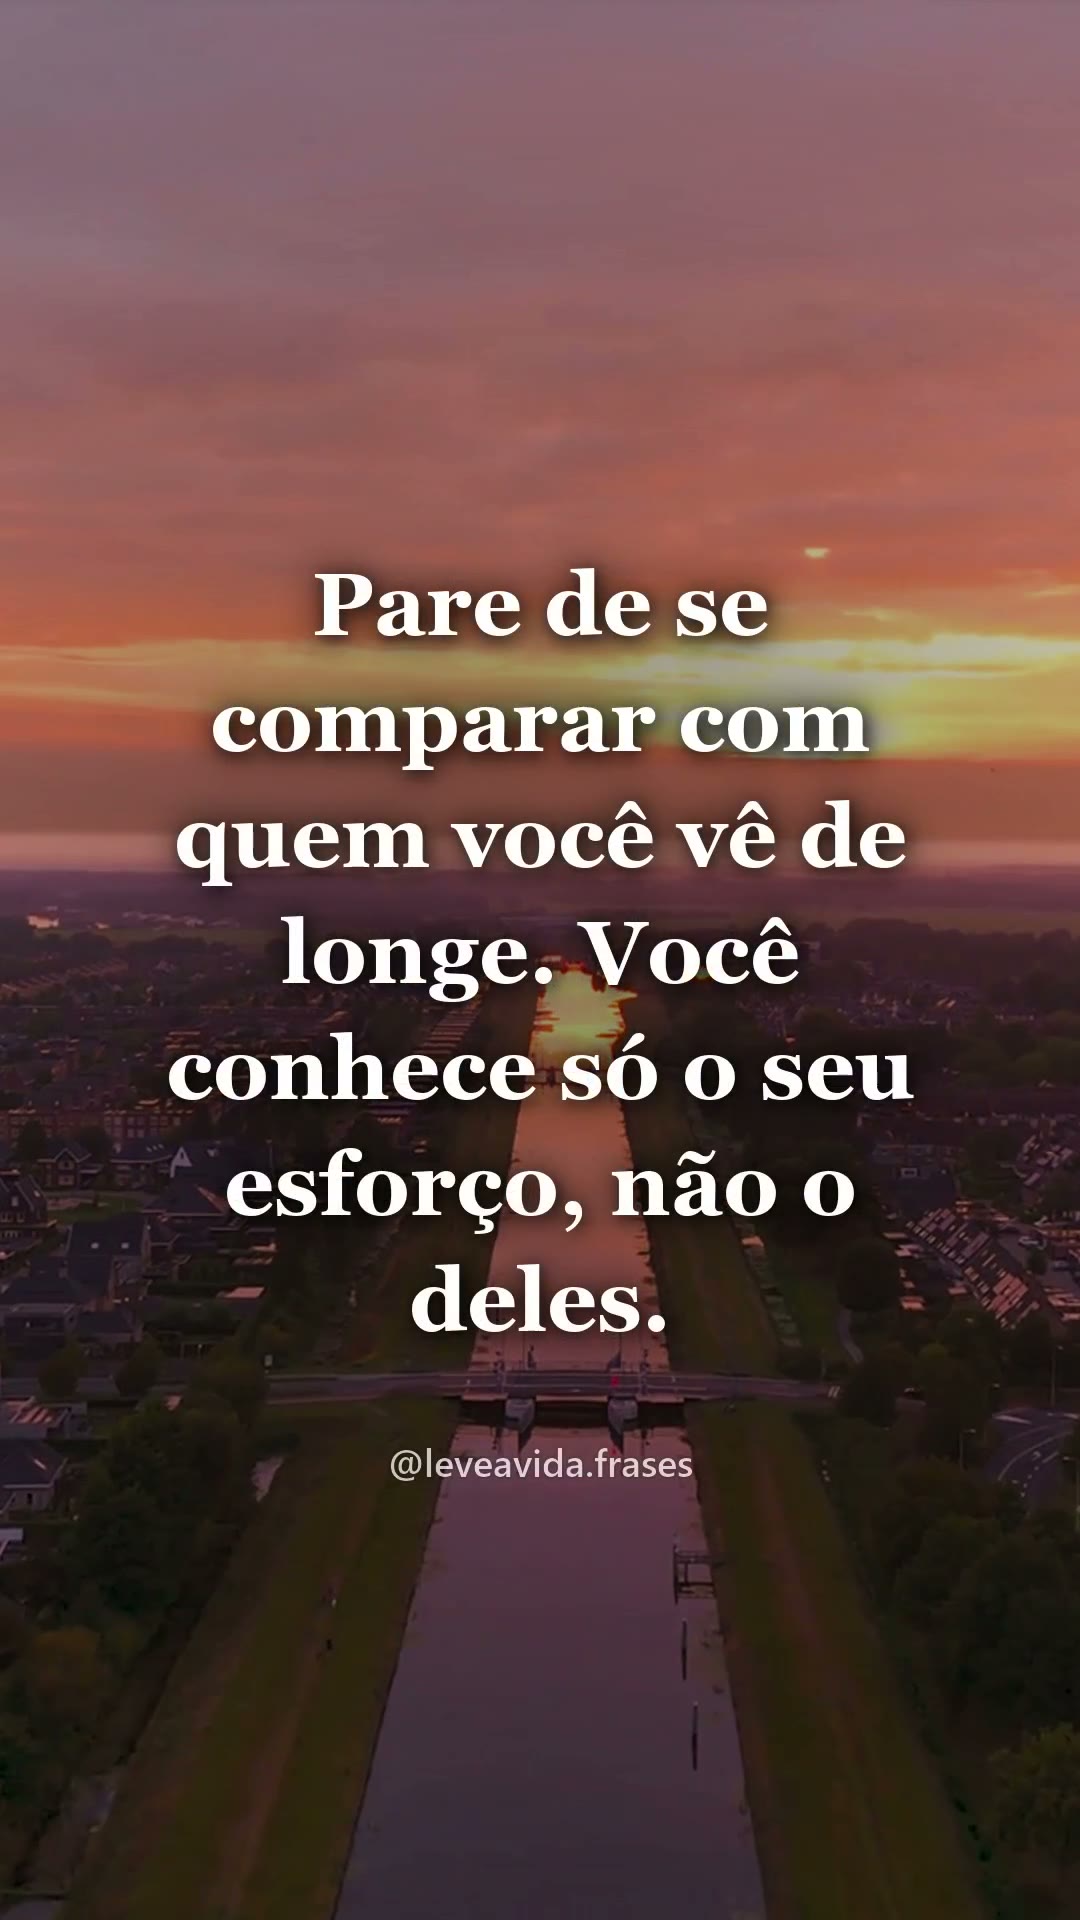 Pare de se
comparar com
quem você vê de
longe. Você
conhece só o seu
esforço, não o
deles.
@leveavida.frases